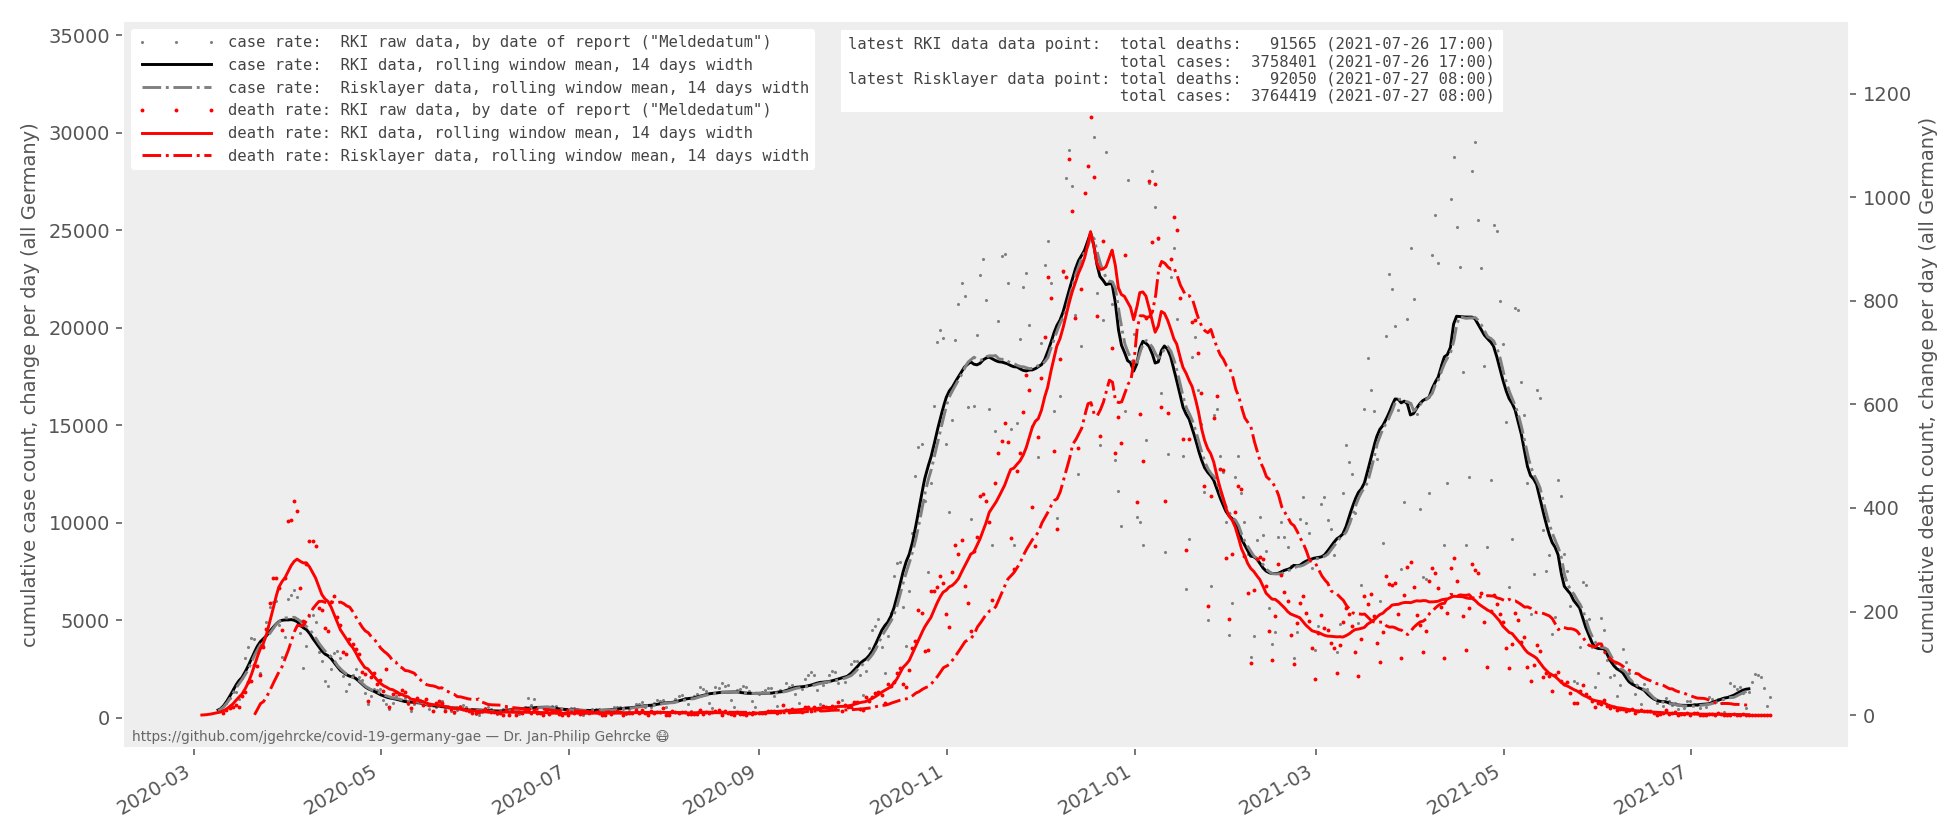 case rate:  RKI raw data, by date of report ("Meldedatum")
case rate:  RKI data, rolling window mean, 14 days width
case rate:  Risklayer data, rolling window mean, 14 days width
death rate: RKI raw data, by date of report ("Meldedatum")
death rate: RKI data, rolling window mean, 14 days width
death rate: Risklayer data, rolling window mean, 14 days width
latest RKI data data point:  total deaths:   91565 (2021-07-26 17:00)
total cases:  3758401 (2021-07-26 17:00)
latest Risklayer data point: total deaths:   92050 (2021-07-27 08:00)
total cases:  3764419 (2021-07-27 08:00)
cumulative case count, change per day (all Germany)
35000
30000
25000
20000
15000
10000
5000
0
1200
1000
800
600
400
200
0
cumulative death count, change per day (all Germany)
https://github.com/jgehrcke/covid-19-germany-gae — Dr. Jan-Philip Gehrcke 😷
2020-03
2020-05
2020-07
2020-09
2020-11
2021-01
2021-03
2021-05
2021-07